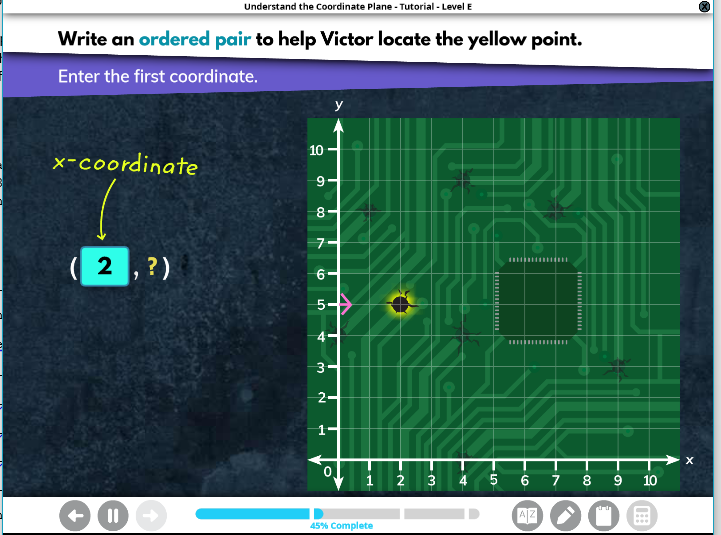 Understand the Coordinate Plane - Tutorial - Level E
Write an ordered pair to help Victor locate the yellow point.
Enter the first coordinate.
x-coordinate
( 2 , ? )
y
10
9
8
7
6
5
4
3
2
1
0
1 2 3 4 5 6 7 8 9 10
x
45% Complete
A Z